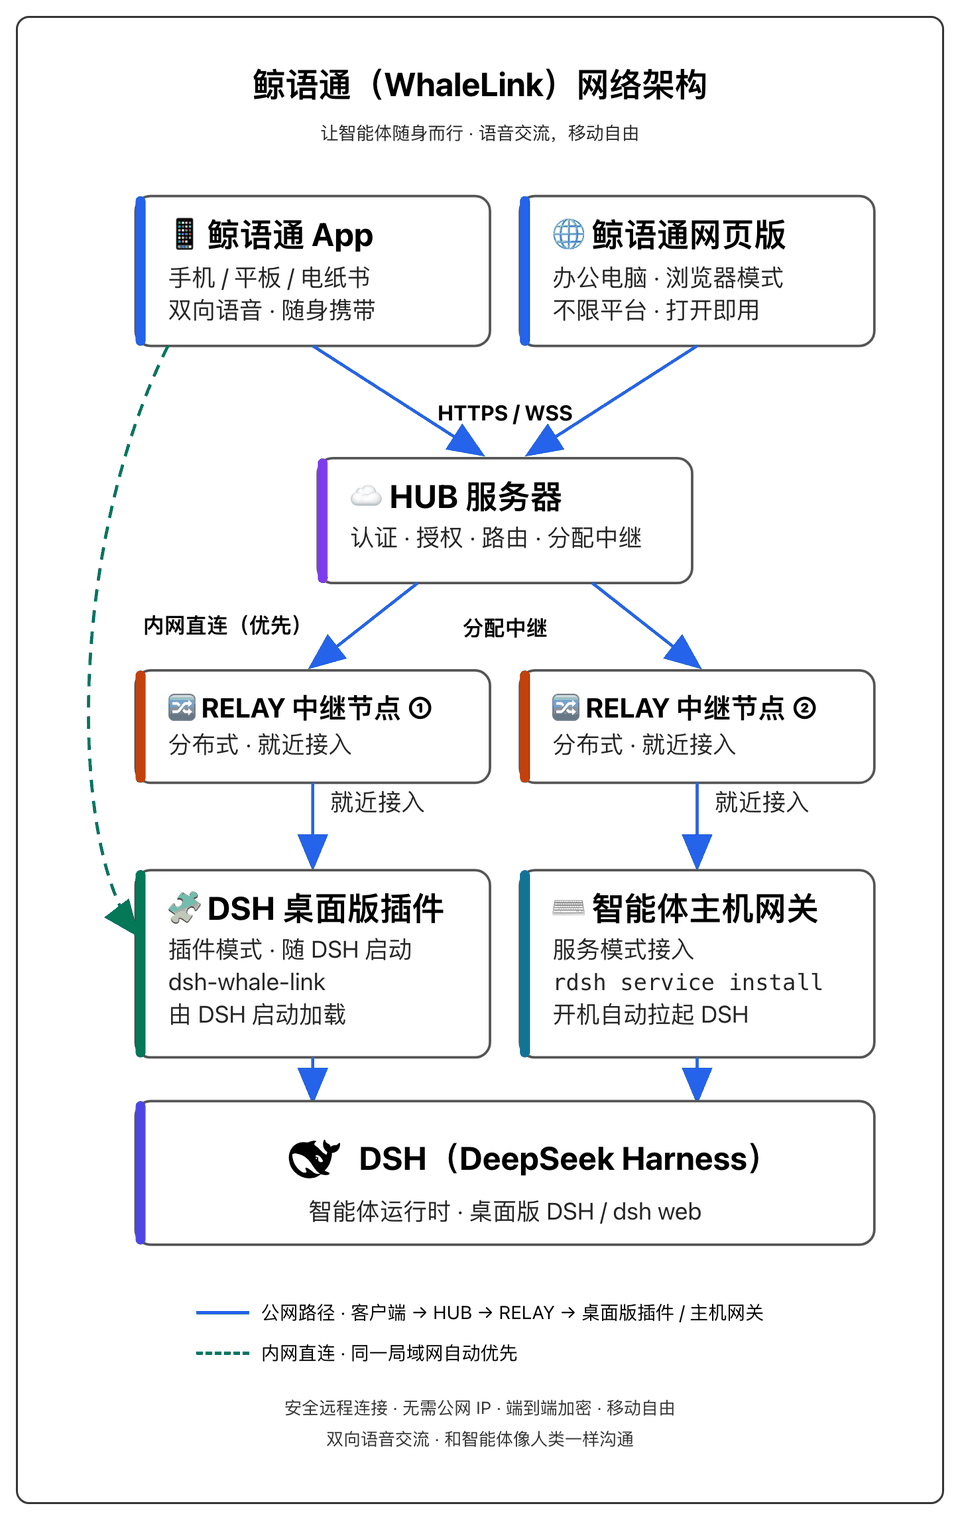 鲸语通（WhaleLink）网络架构
让智能体随身而行 · 语音交流，移动自由
鲸语通 App
手机 / 平板 / 电纸书
双向语音 · 随身携带
鲸语通网页版
办公电脑 · 浏览器模式
不限平台 · 打开即用
HTTPS / WSS
HUB 服务器
认证 · 授权 · 路由 · 分配中继
内网直连（优先）
分配中继
RELAY 中继节点 ①
分布式 · 就近接入
RELAY 中继节点 ②
分布式 · 就近接入
就近接入
就近接入
DSH 桌面版插件
插件模式 · 随 DSH 启动
dsh-whale-link
由 DSH 启动加载
智能体主机网关
服务模式接入
rdsh service install
开机自动拉起 DSH
DSH（DeepSeek Harness）
智能体运行时 · 桌面版 DSH / dsh web
公网路径 · 客户端 → HUB → RELAY → 桌面版插件 / 主机网关
内网直连 · 同一局域网自动优先
安全远程连接 · 无需公网 IP · 端到端加密 · 移动自由
双向语音交流 · 和智能体像人类一样沟通